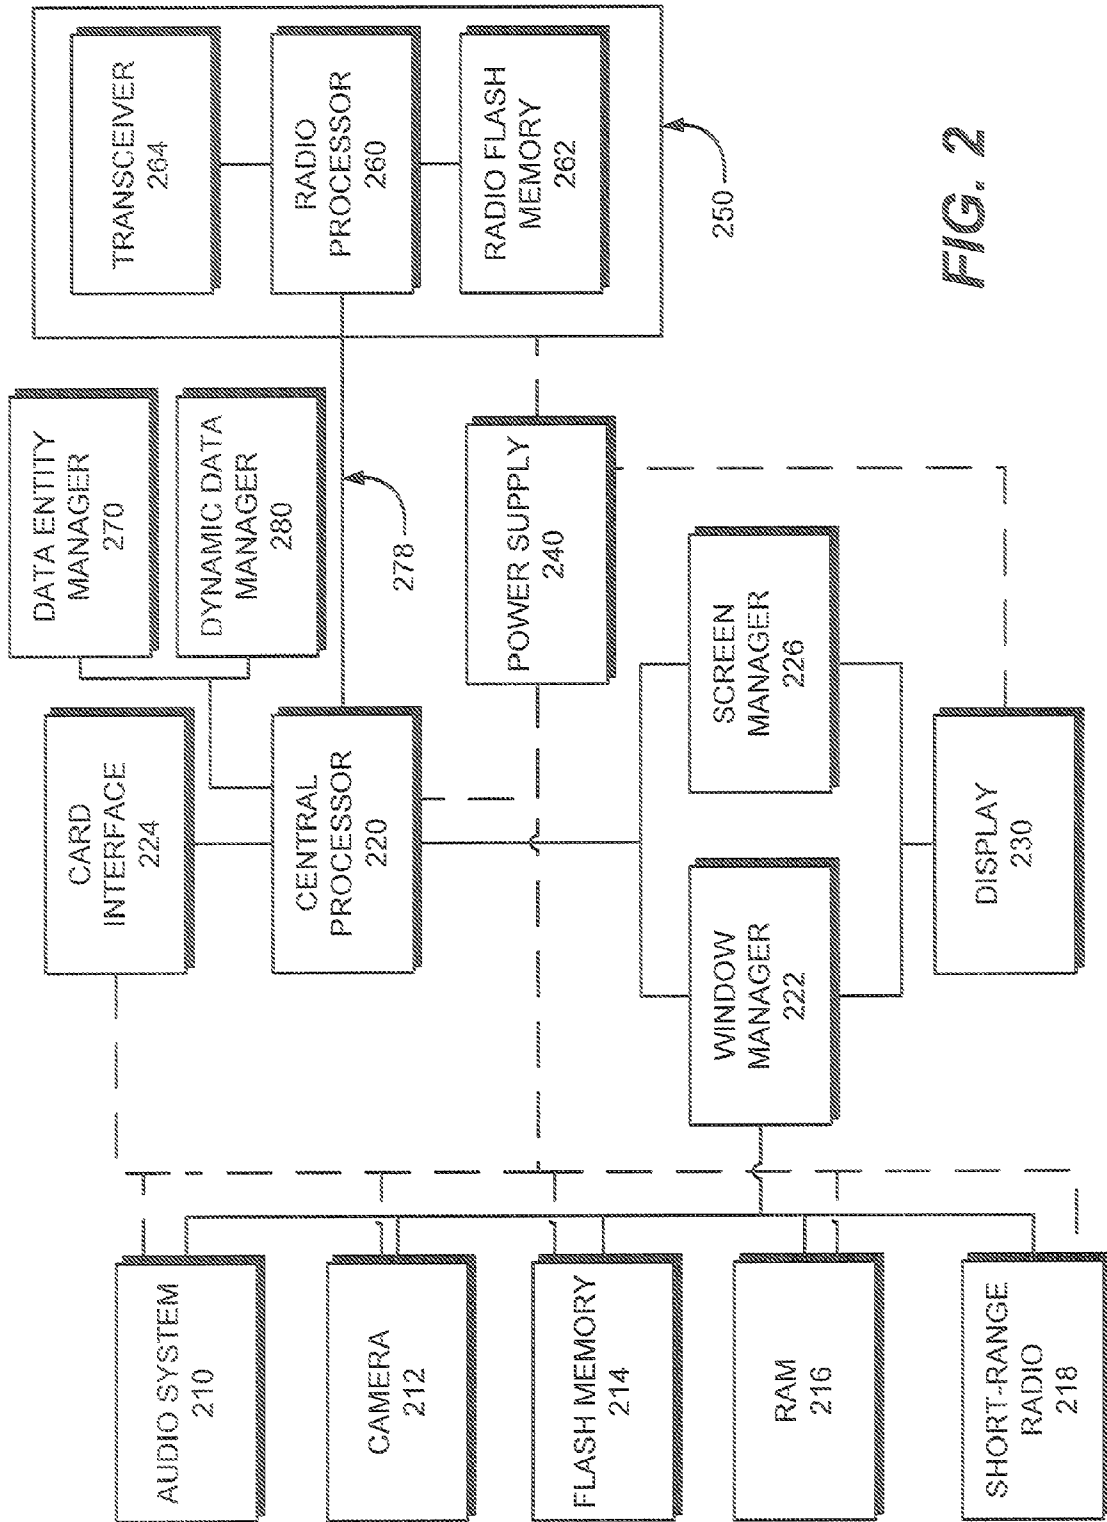 AUDIO SYSTEM
210
CAMERA
212
FLASH MEMORY
214
RAM
216
SHORT-RANGE
RADIO
218
CARD
INTERFACE
224
CENTRAL
PROCESSOR
220
WINDOW
MANAGER
222
SCREEN
MANAGER
226
DISPLAY
230
DATA ENTITY
MANAGER
270
DYNAMIC DATA
MANAGER
280
278
POWER SUPPLY
240
TRANSCEIVER
264
RADIO
PROCESSOR
260
RADIO FLASH
MEMORY
262
250
FIG. 2